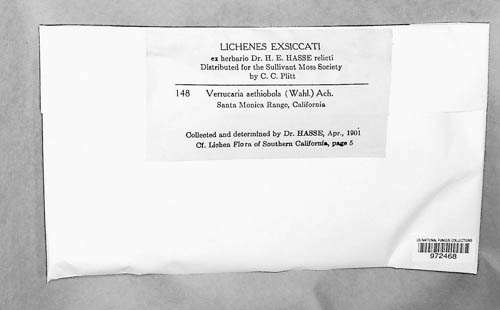 LICHENES EXSICCATI
ex herbario Dr. H. E. HASSE relicti
Distributed for the Sullivant Moss Society
by C. C. Plitt
148 Verrucaria aethiobola (Wahl.) Ach.
Santa Monica Range, California
Collected and determined by Dr. HASSE, Apr., 1901
Cf. Lichen Flora of Southern California, page 5
US NATIONAL FUNGUS COLLECTIONS
972468